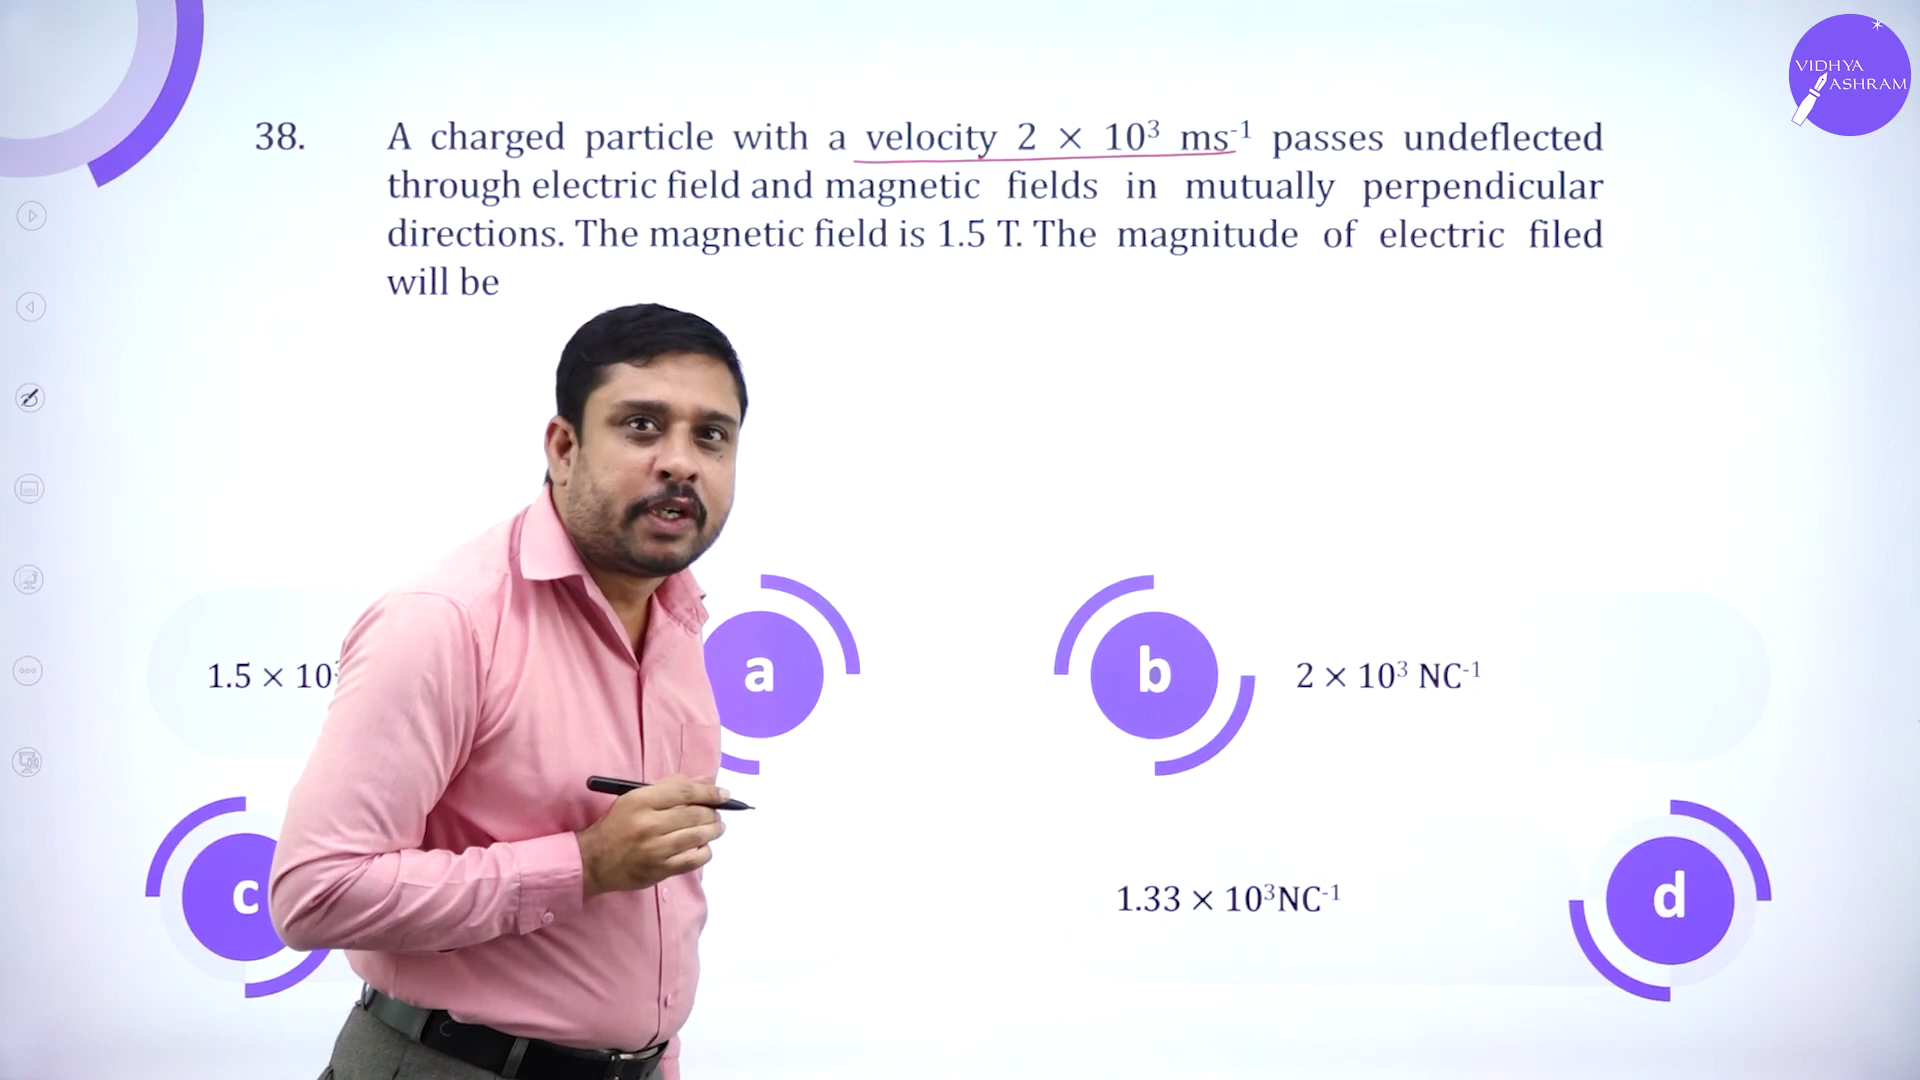 VIDHYA
ASHRAM
38. A charged particle with a velocity 2 × 10³ ms⁻¹ passes undeflected
through electric field and magnetic fields in mutually perpendicular
directions. The magnetic field is 1.5 T. The magnitude of electric filed
will be
1.5 × 10
a
b
2 × 10³ NC⁻¹
c
1.33 × 10³NC⁻¹
d